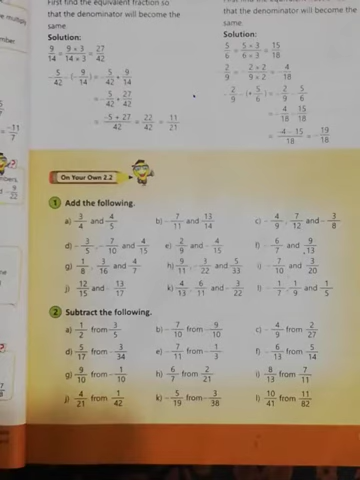 First find the equivalent fraction so
that the denominator will become the
same
Solution:
9/14 = 9 × 3/14 × 3 = 27/42
- 5/42 - (- 9/14) = - 5/42 + 9/14
= - 5/42 + 27/42
= -5 + 27/42 = 22/42 = 11/21
that the denominator will become the
same.
Solution:
5/6 = 5 × 3/6 × 3 = 15/18
2/9 = 2 × 2/9 × 2 = 4/18
- 2/9 - (+ 5/6) = - 2/9 - 5/6
= - 4/18 - 15/18
= -4 - 15/18 = - 19/18
On Your Own 2.2
1 Add the following.
a) 3/4 and 4/5 b) - 7/11 and 13/14 c) - 4/9, 7/12 and - 3/8
d) - 3/5, 7/10 and 4/15 e) 2/9 and - 4/15 f) - 6/7 and 9/13
g) 1/8, 3/16 and 4/7 h) 9/11, 3/22 and 5/33 i) - 7/10 and 3/20
j) 12/15 and - 13/17 k) 4/13, 6/11 and - 3/22 l) - 1/7, 1/9 and 1/5
2 Subtract the following.
a) 1/2 from 3/5 b) - 7/10 from - 9/10 c) - 4/9 from 2/27
d) 5/17 from - 3/34 e) - 7/11 from - 1/3 f) - 6/13 from 5/14
g) 9/10 from - 1/10 h) - 6/7 from 2/21 i) 8/13 from 7/11
j) 4/21 from 1/42 k) - 5/19 from - 3/38 l) 10/41 from 11/82